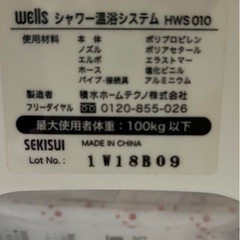 wells シャワー温浴システム HWS 010
使用材料 本体 ポリプロピレン
ノズル ポリアセタール
エルボ エラストマー
ホース 塩化ビニル
パイプ・接続具 アルミニウム
製造者 積水ホームテクノ株式会社
フリーダイヤル 0120-855-026
最大使用者体重：100kg以下
SEKISUI MADE IN CHINA
Lot No.: 1W18B09